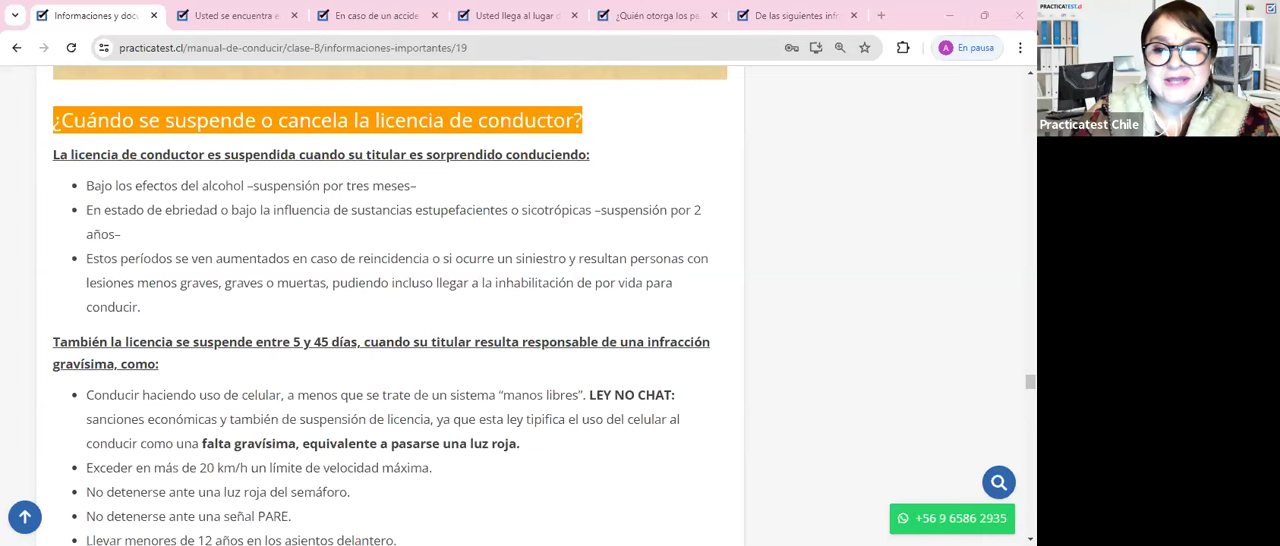 Informaciones y docu
Usted se encuentra e
En caso de un accide
Usted llega al lugar d
¿Quién otorga los pe
De las siguientes infr
practicatest.cl/manual-de-conducir/clase-B/informaciones-importantes/19
A En pausa
PRACTICATEST.cl
Practicatest Chile
¿Cuándo se suspende o cancela la licencia de conductor?
La licencia de conductor es suspendida cuando su titular es sorprendido conduciendo:
• Bajo los efectos del alcohol –suspensión por tres meses–
• En estado de ebriedad o bajo la influencia de sustancias estupefacientes o sicotrópicas –suspensión por 2
años–
• Estos períodos se ven aumentados en caso de reincidencia o si ocurre un siniestro y resultan personas con
lesiones menos graves, graves o muertas, pudiendo incluso llegar a la inhabilitación de por vida para
conducir.
También la licencia se suspende entre 5 y 45 días, cuando su titular resulta responsable de una infracción
gravísima, como:
• Conducir haciendo uso de celular, a menos que se trate de un sistema “manos libres”. LEY NO CHAT:
sanciones económicas y también de suspensión de licencia, ya que esta ley tipifica el uso del celular al
conducir como una falta gravísima, equivalente a pasarse una luz roja.
• Exceder en más de 20 km/h un límite de velocidad máxima.
• No detenerse ante una luz roja del semáforo.
• No detenerse ante una señal PARE.
• Llevar menores de 12 años en los asientos delantero.
+56 9 6586 2935